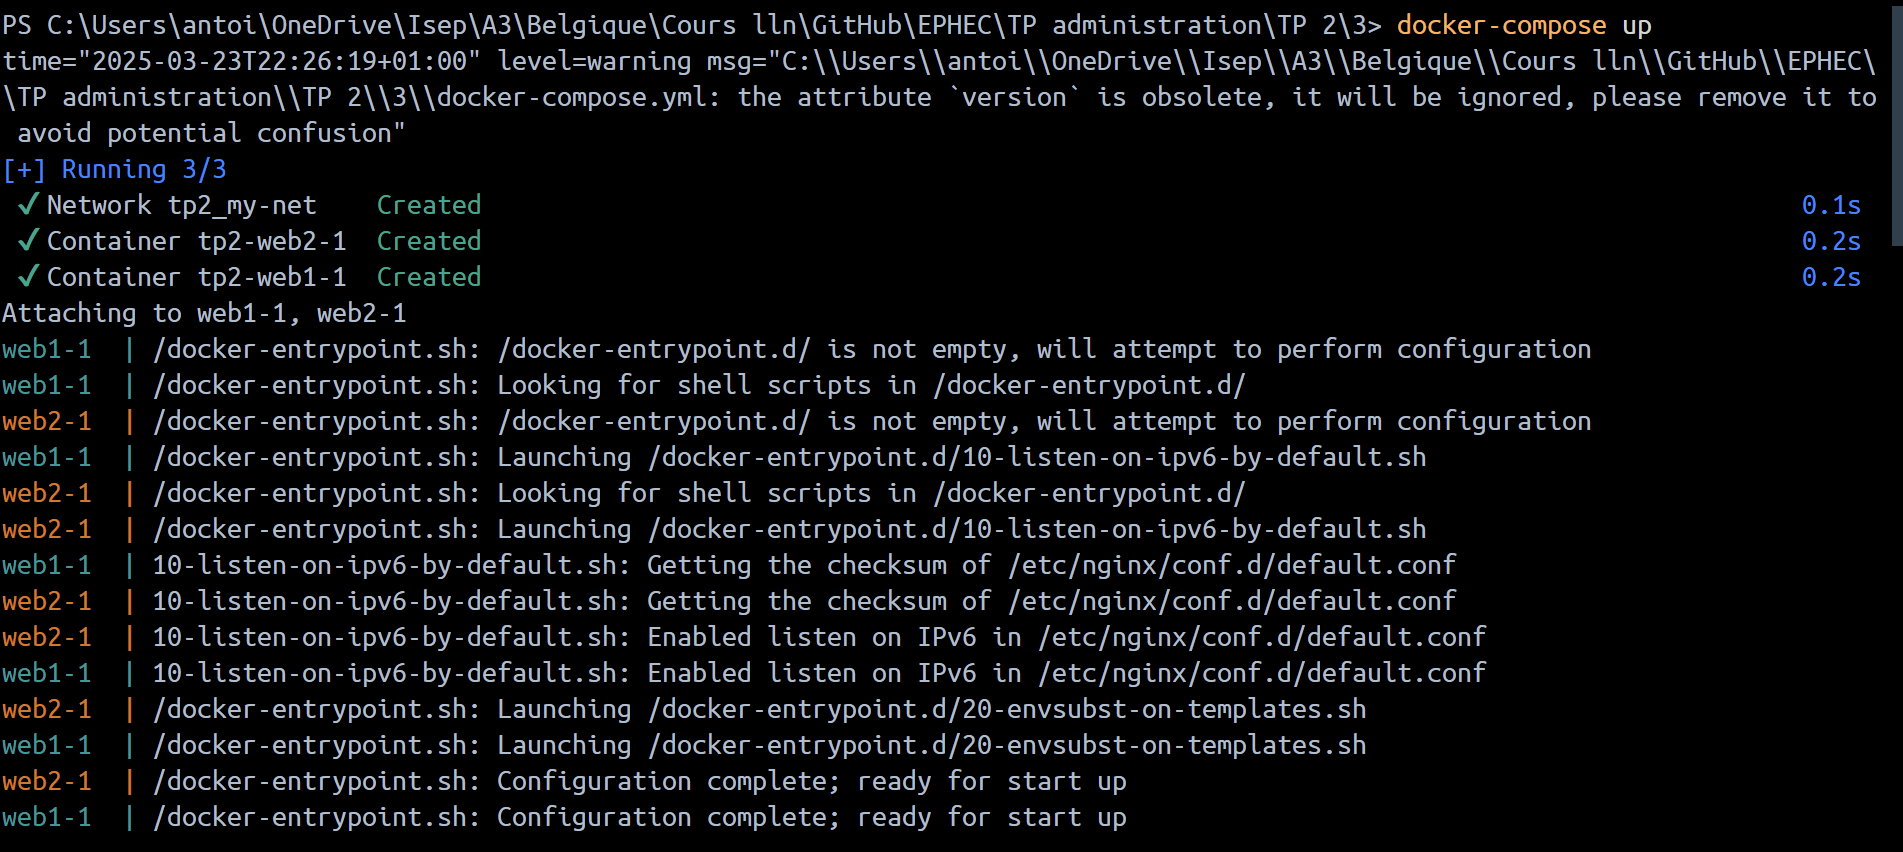 PS C:\Users\antoi\OneDrive\Isep\A3\Belgique\Cours lln\GitHub\EPHEC\TP administration\TP 2\3> docker-compose up
time="2025-03-23T22:26:19+01:00" level=warning msg="C:\\Users\\antoi\\OneDrive\\Isep\\A3\\Belgique\\Cours lln\\GitHub\\EPHEC\
\TP administration\\TP 2\\3\\docker-compose.yml: the attribute `version` is obsolete, it will be ignored, please remove it to
 avoid potential confusion"
[+] Running 3/3
 ✔ Network tp2_my-net    Created 0.1s
 ✔ Container tp2-web2-1  Created 0.2s
 ✔ Container tp2-web1-1  Created 0.2s
Attaching to web1-1, web2-1
web1-1  | /docker-entrypoint.sh: /docker-entrypoint.d/ is not empty, will attempt to perform configuration
web1-1  | /docker-entrypoint.sh: Looking for shell scripts in /docker-entrypoint.d/
web2-1  | /docker-entrypoint.sh: /docker-entrypoint.d/ is not empty, will attempt to perform configuration
web1-1  | /docker-entrypoint.sh: Launching /docker-entrypoint.d/10-listen-on-ipv6-by-default.sh
web2-1  | /docker-entrypoint.sh: Looking for shell scripts in /docker-entrypoint.d/
web2-1  | /docker-entrypoint.sh: Launching /docker-entrypoint.d/10-listen-on-ipv6-by-default.sh
web1-1  | 10-listen-on-ipv6-by-default.sh: Getting the checksum of /etc/nginx/conf.d/default.conf
web2-1  | 10-listen-on-ipv6-by-default.sh: Getting the checksum of /etc/nginx/conf.d/default.conf
web2-1  | 10-listen-on-ipv6-by-default.sh: Enabled listen on IPv6 in /etc/nginx/conf.d/default.conf
web1-1  | 10-listen-on-ipv6-by-default.sh: Enabled listen on IPv6 in /etc/nginx/conf.d/default.conf
web2-1  | /docker-entrypoint.sh: Launching /docker-entrypoint.d/20-envsubst-on-templates.sh
web1-1  | /docker-entrypoint.sh: Launching /docker-entrypoint.d/20-envsubst-on-templates.sh
web2-1  | /docker-entrypoint.sh: Configuration complete; ready for start up
web1-1  | /docker-entrypoint.sh: Configuration complete; ready for start up